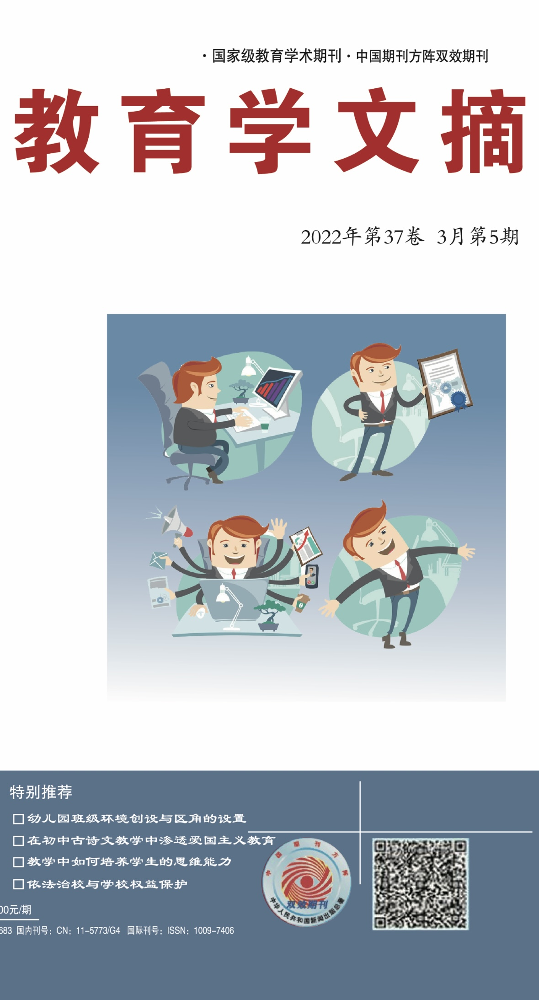 ·国家级教育学术期刊·中国期刊方阵双效期刊
教育学文摘
2022年第37卷 3月第5期
特别推荐
□幼儿园班级环境创设与区角的设置
□在初中古诗文教学中渗透爱国主义教育
□教学中如何培养学生的思维能力
□依法治校与学校权益保护
中国期刊方阵
双效期刊
中华人民共和国新闻出版总署
00元/期
683 国内刊号：CN：11-5773/G4 国际刊号：ISSN：1009-7406